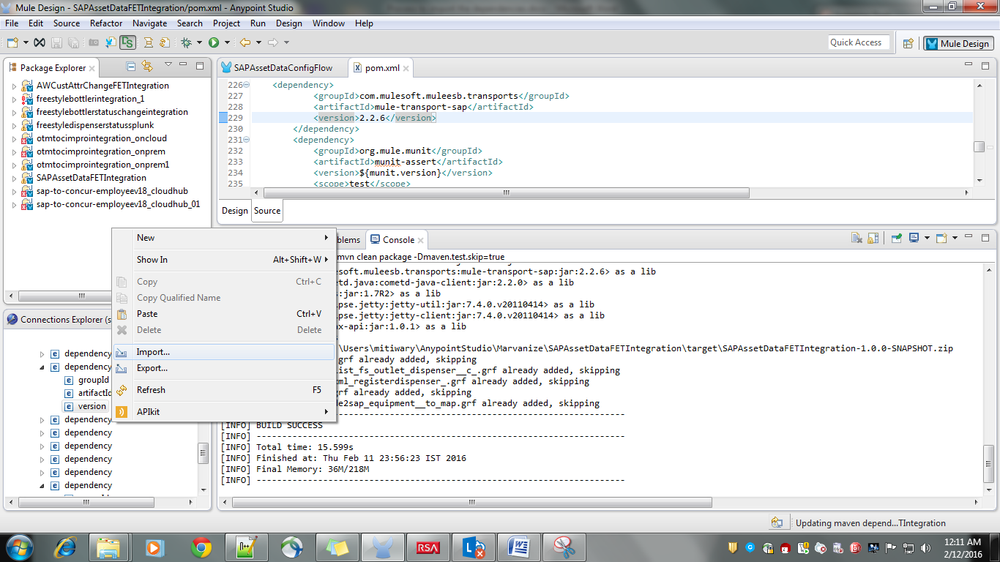 Mule Design - SAPAssetDataFETIntegration/pom.xml - Anypoint Studio
File Edit Source Refactor Navigate Search Project Run Design Window Help
Quick Access
Mule Design
Package Explorer
AWCustAttrChangeFETIntegration
freestylebottlerintegration_1
freestylebottlerstatuschangeintegration
freestyledispenserstatussplunk
otmtocimprointegration_oncloud
otmtocimprointegration_onprem
otmtocimprointegration_onprem1
SAPAssetDataFETIntegration
sap-to-concur-employeev18_cloudhub
sap-to-concur-employeev18_cloudhub_01
SAPAssetDataConfigFlow
pom.xml
226 <dependency>
227 <groupId>com.mulesoft.muleesb.transports</groupId>
228 <artifactId>mule-transport-sap</artifactId>
229 <version>2.2.6</version>
230 </dependency>
231 <dependency>
232 <groupId>org.mule.munit</groupId>
233 <artifactId>munit-assert</artifactId>
234 <version>${munit.version}</version>
235 <scope>test</scope>
Design Source
New
Show In Alt+Shift+W
Copy Ctrl+C
Copy Qualified Name
Paste Ctrl+V
Delete Delete
Import...
Export...
Refresh F5
APIkit
Connections Explorer (s
dependency
dependency
groupId
artifactId
version
dependency
dependency
dependency
dependency
dependency
dependency
blems
Console
mvn clean package -Dmaven.test.skip=true
soft.muleesb.transports:mule-transport-sap:jar:2.2.6> as a lib
etd.java:cometd-java-client:jar:2.2.0> as a lib
s:jar:1.7R2> as a lib
pse.jetty:jetty-util:jar:7.4.0.v20110414> as a lib
pse.jetty:jetty-client:jar:7.4.0.v20110414> as a lib
x-api:jar:1.0.1> as a lib
\Users\mitiwary\AnypointStudio\Marvanize\SAPAssetDataFETIntegration\target\SAPAssetDataFETIntegration-1.0.0-SNAPSHOT.zip
grf already added, skipping
ist_fs_outlet_dispenser__c_.grf already added, skipping
ml_registerdispenser_.grf already added, skipping
grf already added, skipping
e2sap_equipment__to_map.grf already added, skipping
------------------------------------------------------------------------
[INFO] BUILD SUCCESS
[INFO] ------------------------------------------------------------------------
[INFO] Total time: 15.599s
[INFO] Finished at: Thu Feb 11 23:56:23 IST 2016
[INFO] Final Memory: 36M/218M
[INFO] ------------------------------------------------------------------------
Updating maven depend...TIntegration
RSA
12:11 AM
2/12/2016